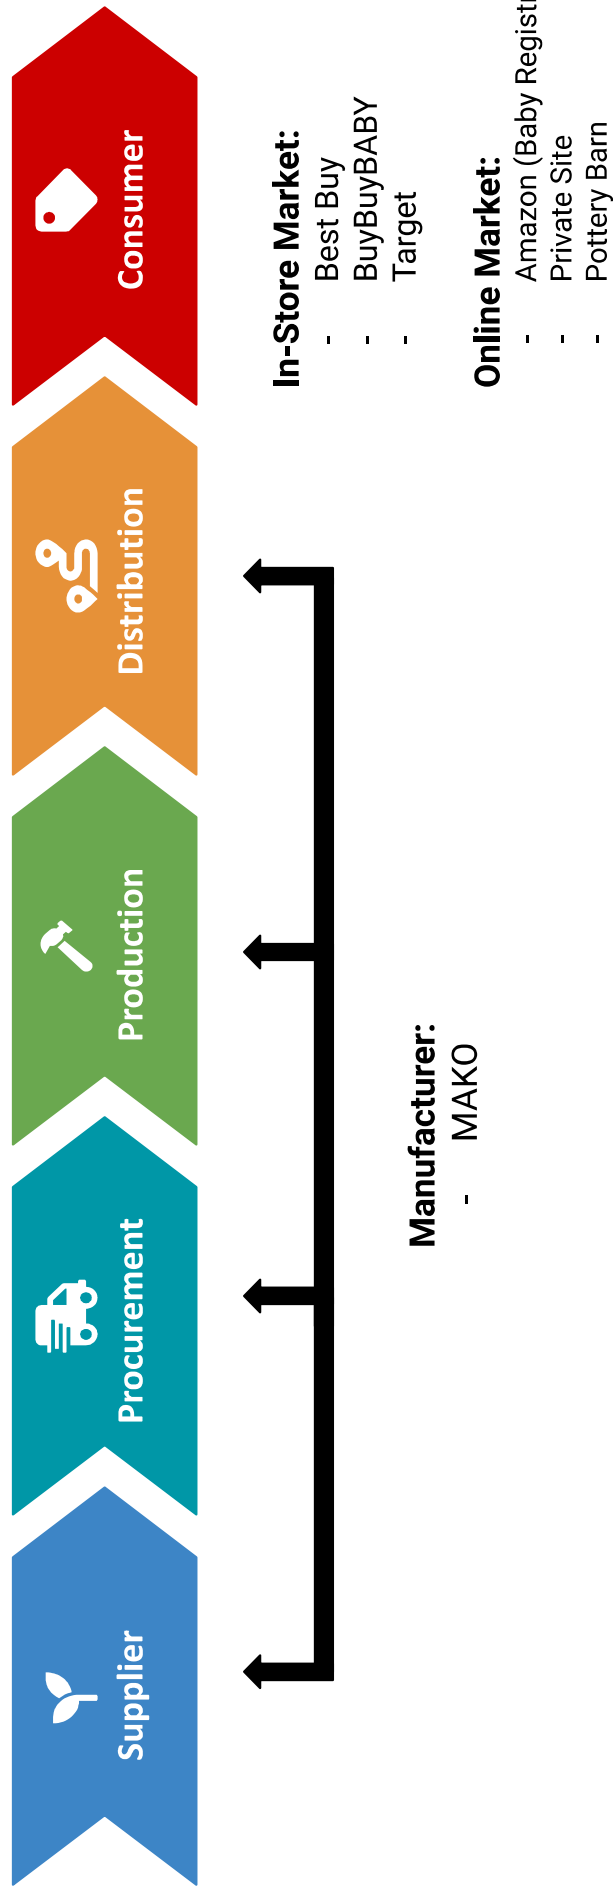 Supplier
Procurement
Production
Distribution
Consumer
Manufacturer:
- MAKO
In-Store Market:
- Best Buy
- BuyBuyBABY
- Target
Online Market:
- Amazon (Baby
- Private Site
- Pottery Barn